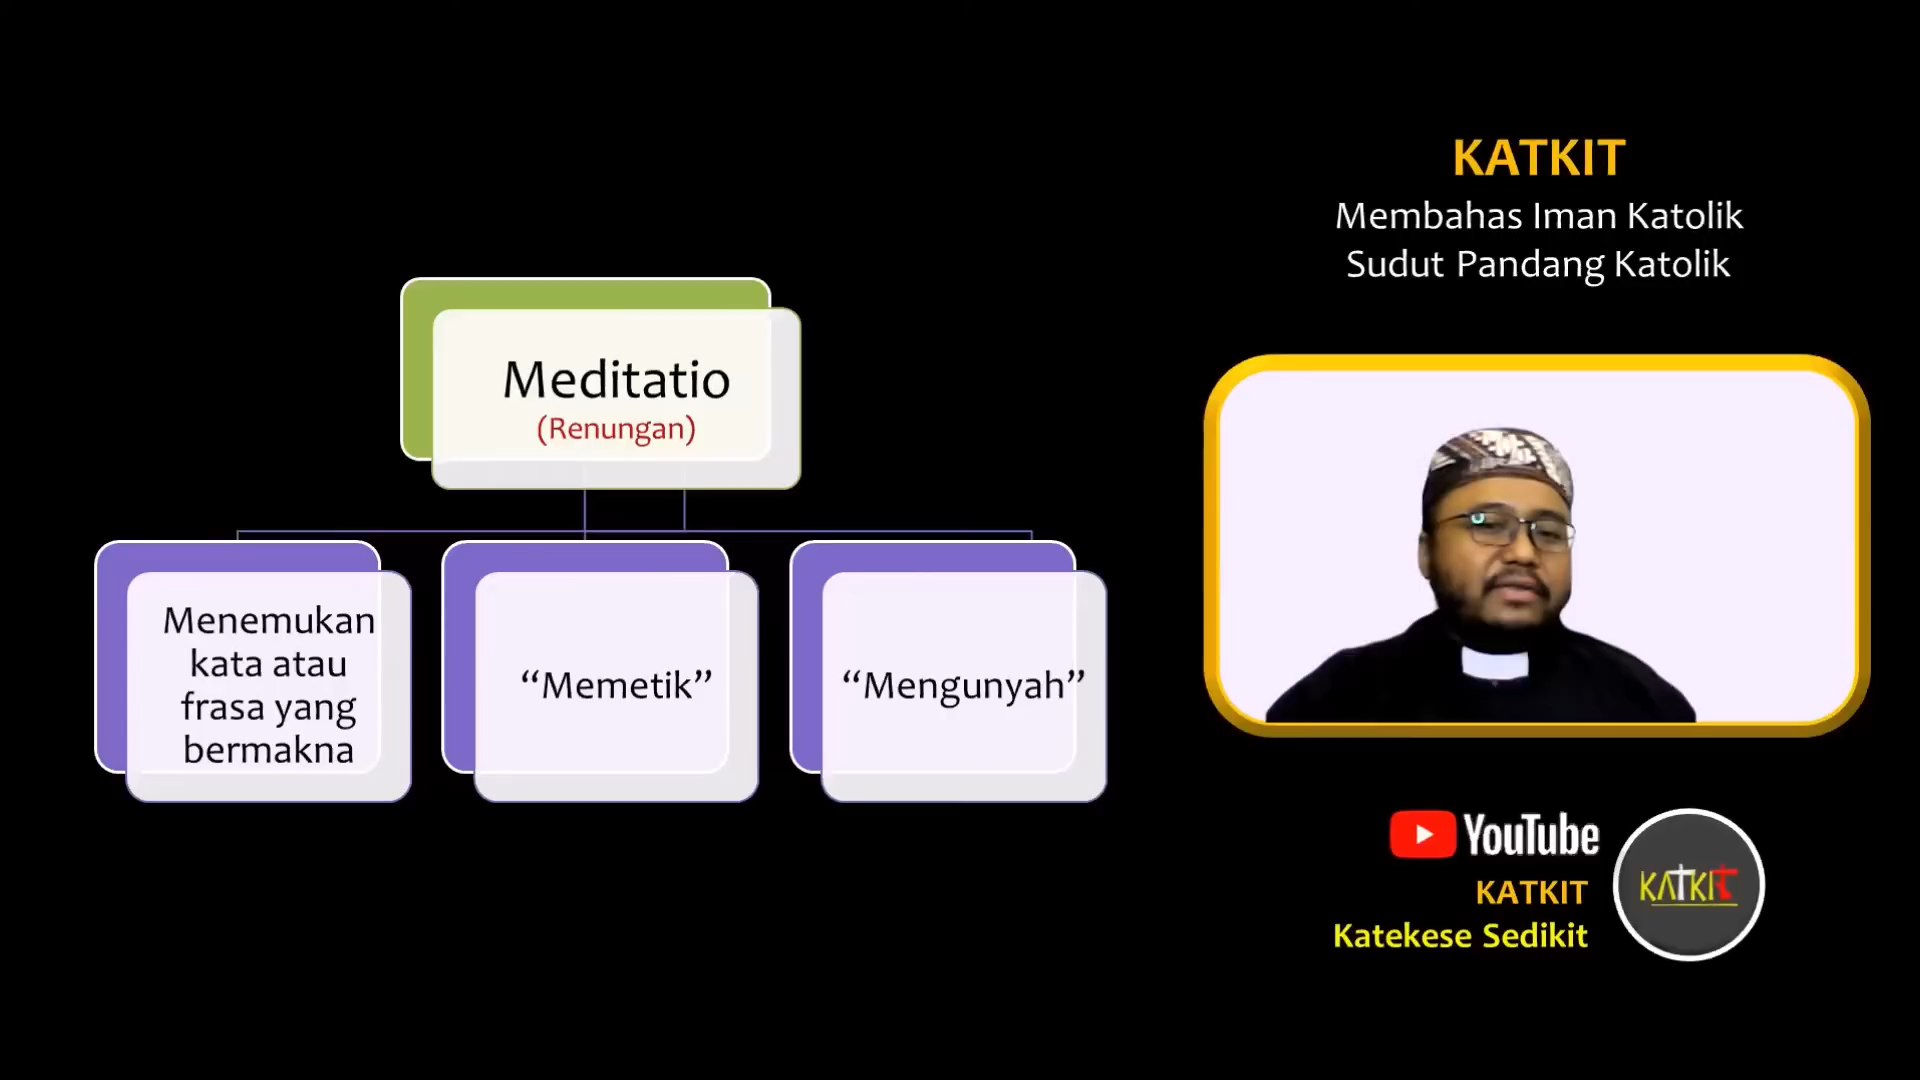 KATKIT
Membahas Iman Katolik
Sudut Pandang Katolik
Meditatio
(Renungan)
Menemukan
kata atau
frasa yang
bermakna
“Memetik”
“Mengunyah”
YouTube
KATKIT
Katekese Sedikit
KATKIT